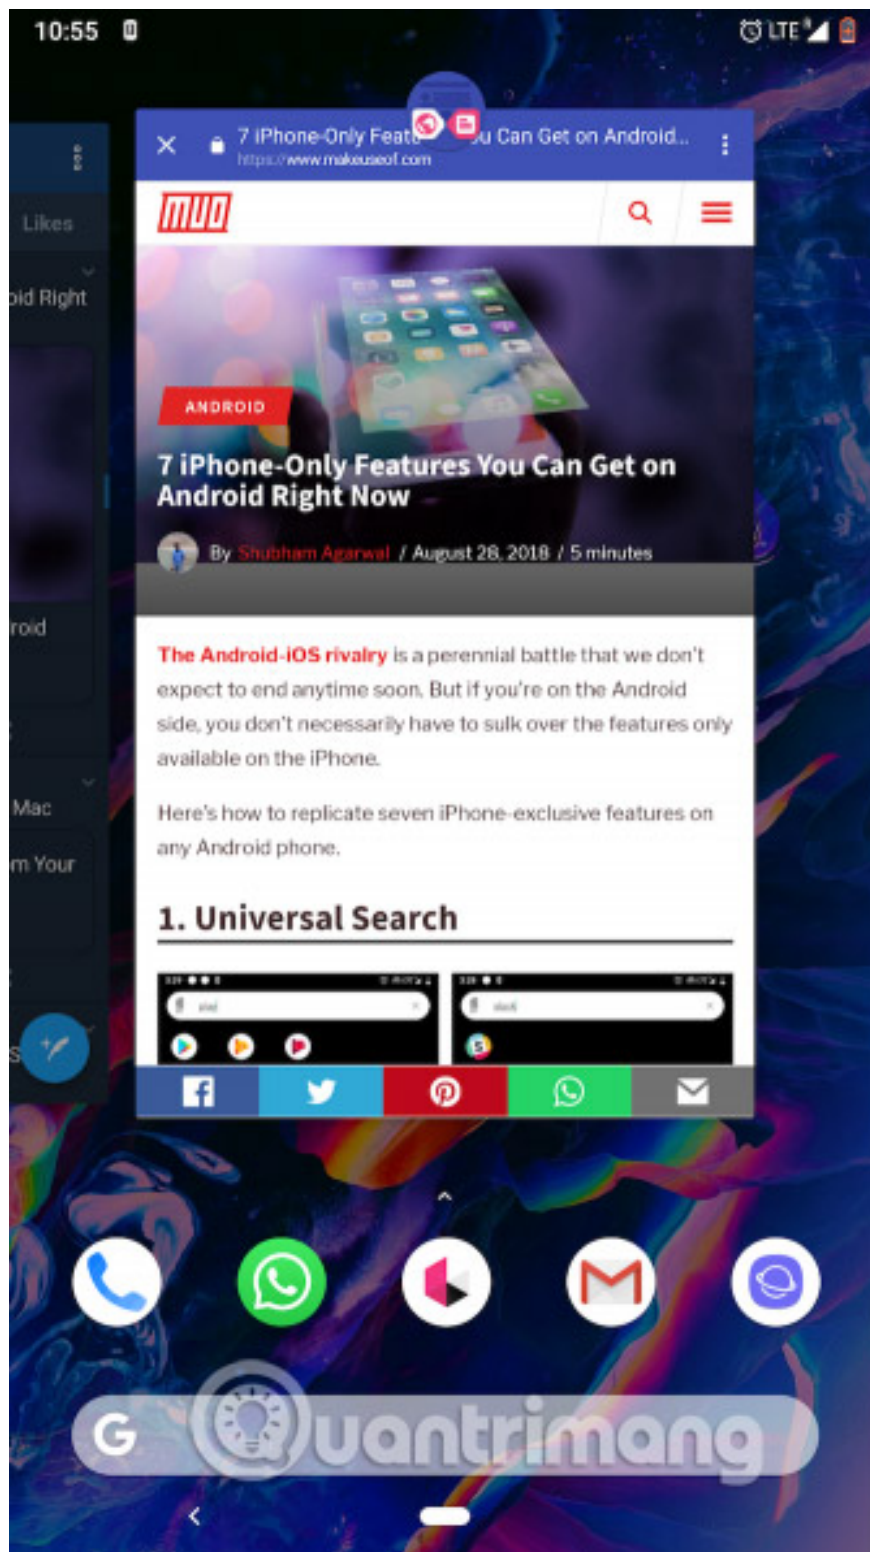 10:55
LTE R
7 iPhone-Only Featu ou Can Get on Android...
https://www.makeuseof.com
Likes
MUO
oid Right
ANDROID
7 iPhone-Only Features You Can Get on
Android Right Now
By Shubham Agarwal / August 28, 2018 / 5 minutes
roid
The Android-iOS rivalry is a perennial battle that we don't
expect to end anytime soon. But if you're on the Android
side, you don't necessarily have to sulk over the features only
available on the iPhone.
Mac
Here's how to replicate seven iPhone-exclusive features on
any Android phone.
m Your
1. Universal Search
G
Quantrimang